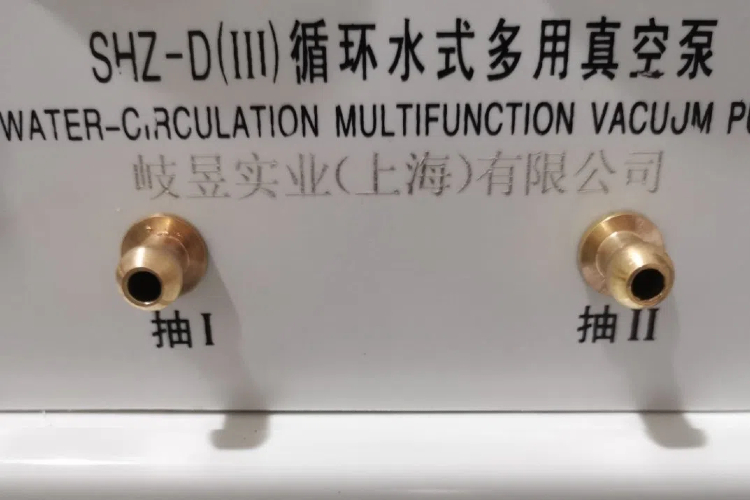 SHZ-D(III)循环水式多用真空泵
WATER-CIRCULATION MULTIFUNCTION VACUUM
岐昱实业(上海)有限公司
抽I 抽II